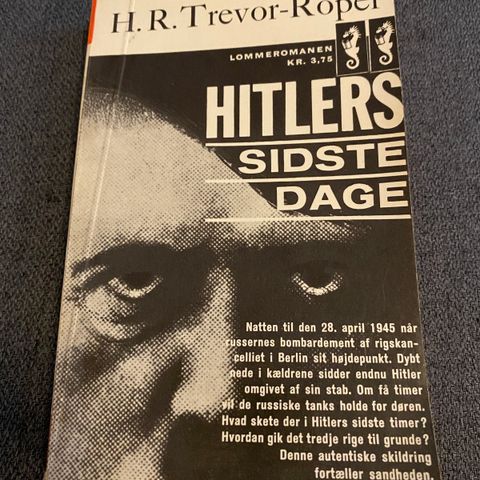 H. R. Trevor-Roper
LOMMEROMANEN
KR. 3,75
HITLERS
SIDSTE
DAGE
Natten til den 28. april 1945 når
russernes bombardement af rigskan-
celliet i Berlin sit højdepunkt. Dybt
nede i kældrene sidder endnu Hitler
omgivet af sin stab. Om få timer
vil de russiske tanks holde for døren.
Hvad skete der i Hitlers sidste timer?
Hvordan gik det tredje rige til grunde?
Denne autentiske skildring
fortæller sandheden.